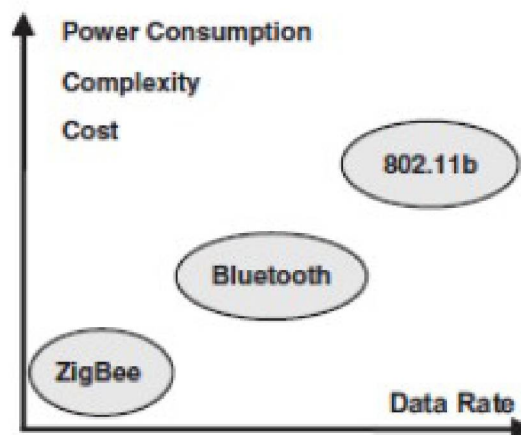 Power Consumption
Complexity
Cost
802.11b
Bluetooth
ZigBee
Data Rate